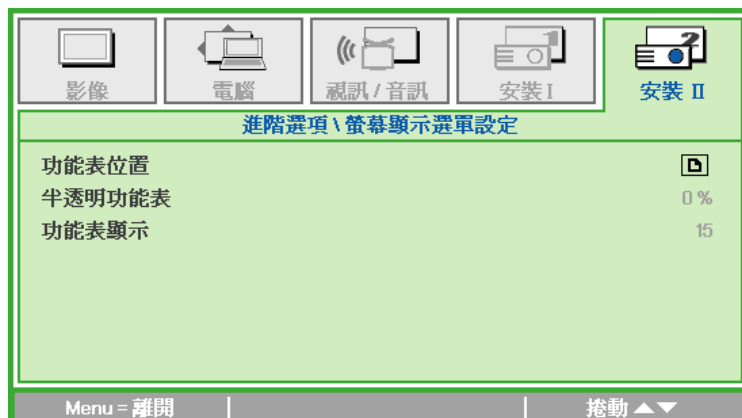 影像 電腦 視訊 / 音訊 安裝 I 安裝 II
進階選項 \ 螢幕顯示選單設定
功能表位置
半透明功能表 0 %
功能表顯示 15
Menu = 離開 捲動 ▲▼